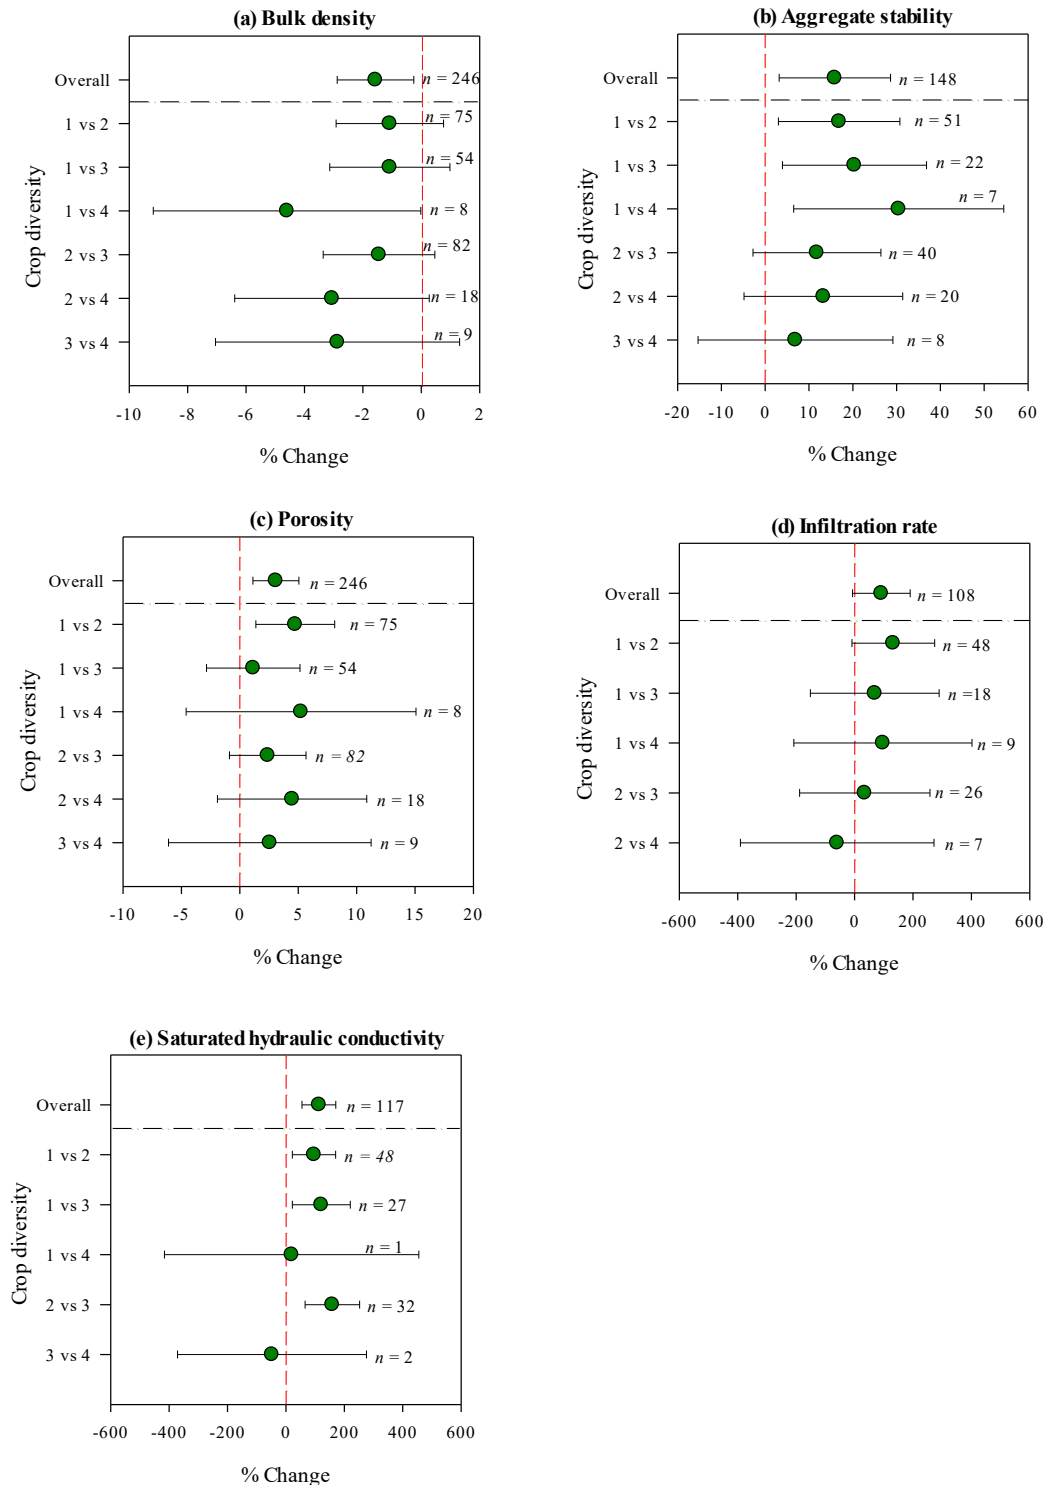 (a) Bulk density
Overall
n = 246
1 vs 2
n = 75
1 vs 3
n = 54
1 vs 4
n = 8
2 vs 3
n = 82
2 vs 4
n = 18
3 vs 4
n = 9
Crop diversity
-10 -8 -6 -4 -2 0 2
% Change
(b) Aggregate stability
Overall
n = 148
1 vs 2
n = 51
1 vs 3
n = 22
1 vs 4
n = 7
2 vs 3
n = 40
2 vs 4
n = 20
3 vs 4
n = 8
Crop diversity
-20 -10 0 10 20 30 40 50 60
% Change
(c) Porosity
Overall
n = 246
1 vs 2
n = 75
1 vs 3
n = 54
1 vs 4
n = 8
2 vs 3
n = 82
2 vs 4
n = 18
3 vs 4
n = 9
Crop diversity
-10 -5 0 5 10 15 20
% Change
(d) Infiltration rate
Overall
n = 108
1 vs 2
n = 48
1 vs 3
n =18
1 vs 4
n = 9
2 vs 3
n = 26
2 vs 4
n = 7
Crop diversity
-600 -400 -200 0 200 400 600
% Change
(e) Saturated hydraulic conductivity
Overall
n = 117
1 vs 2
n = 48
1 vs 3
n = 27
1 vs 4
n = 1
2 vs 3
n = 32
3 vs 4
n = 2
Crop diversity
-600 -400 -200 0 200 400 600
% Change